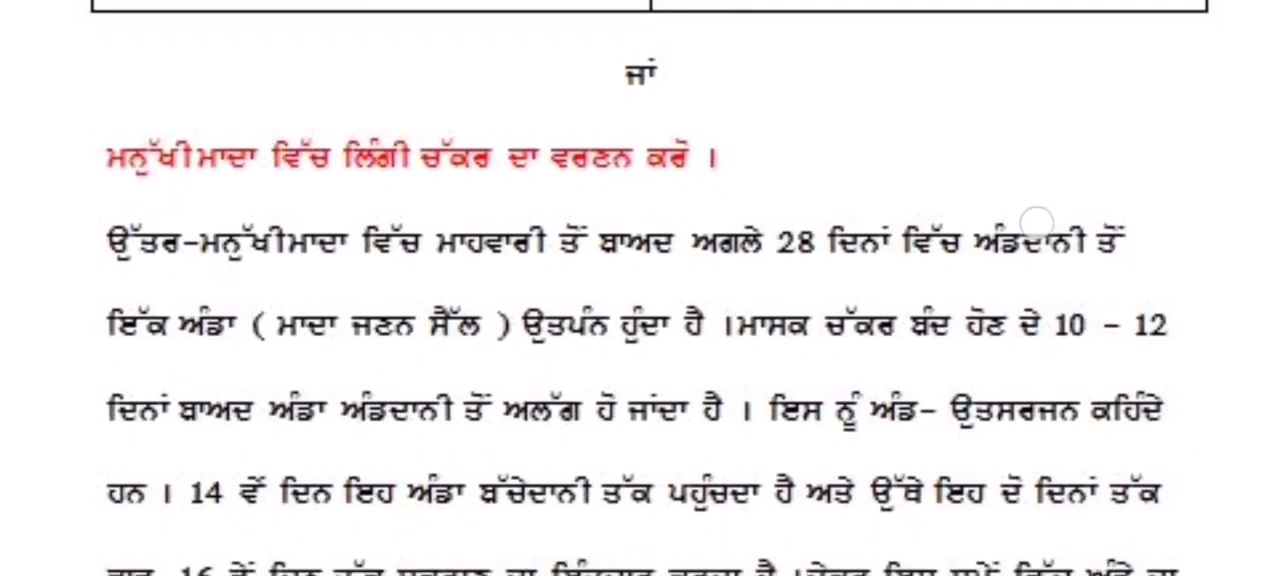 ਜਾਂ
ਮਨੁੱਖੀਮਾਦਾ ਵਿੱਚ ਲਿੰਗੀ ਚੱਕਰ ਦਾ ਵਰਣਨ ਕਰੋ ।
ਉੱਤਰ-ਮਨੁੱਖੀਮਾਦਾ ਵਿੱਚ ਮਾਹਵਾਰੀ ਤੋਂ ਬਾਅਦ ਅਗਲੇ 28 ਦਿਨਾਂ ਵਿੱਚ ਅੰਡਦਾਨੀ ਤੋਂ
ਇੱਕ ਅੰਡਾ ( ਮਾਦਾ ਜਣਨ ਸੈੱਲ ) ਉਤਪੰਨ ਹੁੰਦਾ ਹੈ ।ਮਾਸਕ ਚੱਕਰ ਬੰਦ ਹੋਣ ਦੇ 10 - 12
ਦਿਨਾਂ ਬਾਅਦ ਅੰਡਾ ਅੰਡਦਾਨੀ ਤੋਂ ਅਲੱਗ ਹੋ ਜਾਂਦਾ ਹੈ । ਇਸ ਨੂੰ ਅੰਡ- ਉਤਸਰਜਨ ਕਹਿੰਦੇ
ਹਨ । 14 ਵੇਂ ਦਿਨ ਇਹ ਅੰਡਾ ਬੱਚੇਦਾਨੀ ਤੱਕ ਪਹੁੰਚਦਾ ਹੈ ਅਤੇ ਉੱਥੇ ਇਹ ਦੋ ਦਿਨਾਂ ਤੱਕ
16 ਵੇਂ ਦਿਨ ਤੱਕ